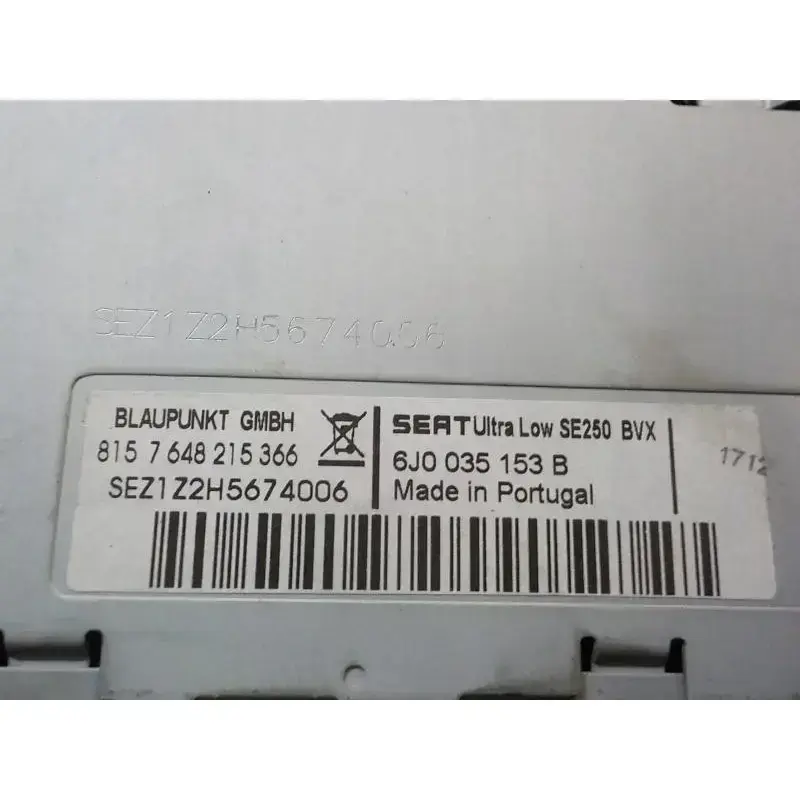 SEZ1Z2H5674056
BLAUPUNKT GMBH
815 7 648 215 366
SEZ1Z2H5674006
SEAT Ultra Low SE250 BVX
6J0 035 153 B
Made in Portugal
1712